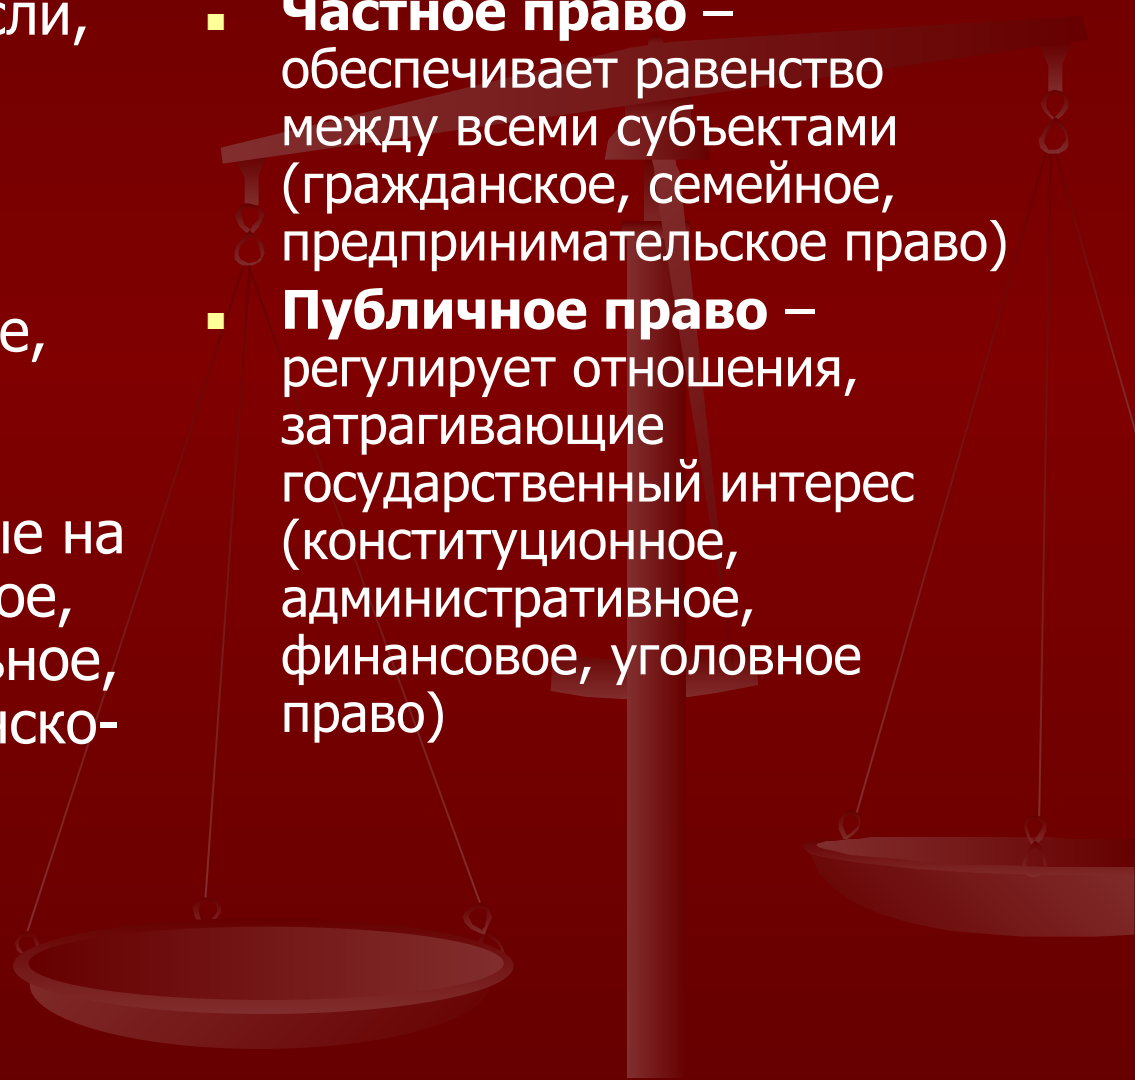 Частное право –
обеспечивает равенство
между всеми субъектами
(гражданское, семейное,
предпринимательское право)
Публичное право –
регулирует отношения,
затрагивающие
государственный интерес
(конституционное,
административное,
финансовое, уголовное
право)
на